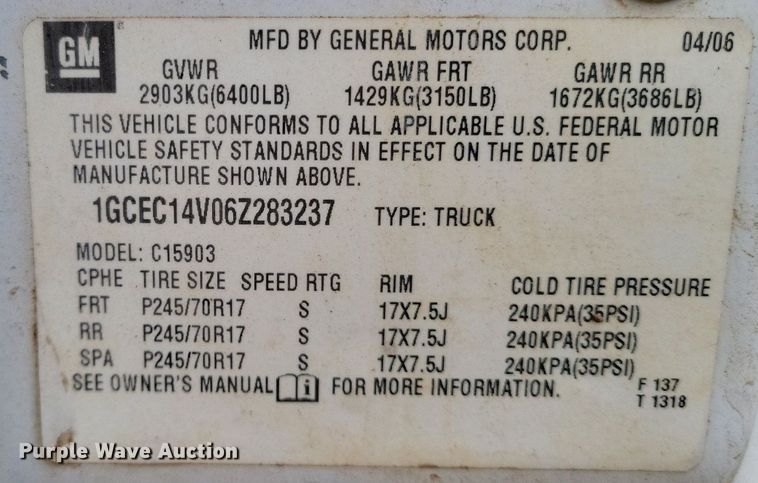 GM
MFD BY GENERAL MOTORS CORP. 04/06
GVWR GAWR FRT GAWR RR
2903KG(6400LB) 1429KG(3150LB) 1672KG(3686LB)
THIS VEHICLE CONFORMS TO ALL APPLICABLE U.S. FEDERAL MOTOR
VEHICLE SAFETY STANDARDS IN EFFECT ON THE DATE OF
MANUFACTURE SHOWN ABOVE.
1GCEC14V06Z283237 TYPE: TRUCK
MODEL: C15903
CPHE TIRE SIZE SPEED RTG RIM COLD TIRE PRESSURE
FRT P245/70R17 S 17X7.5J 240KPA(35PSI)
RR P245/70R17 S 17X7.5J 240KPA(35PSI)
SPA P245/70R17 S 17X7.5J 240KPA(35PSI)
SEE OWNER'S MANUAL i FOR MORE INFORMATION. F 137
T 1318
Purple Wave Auction